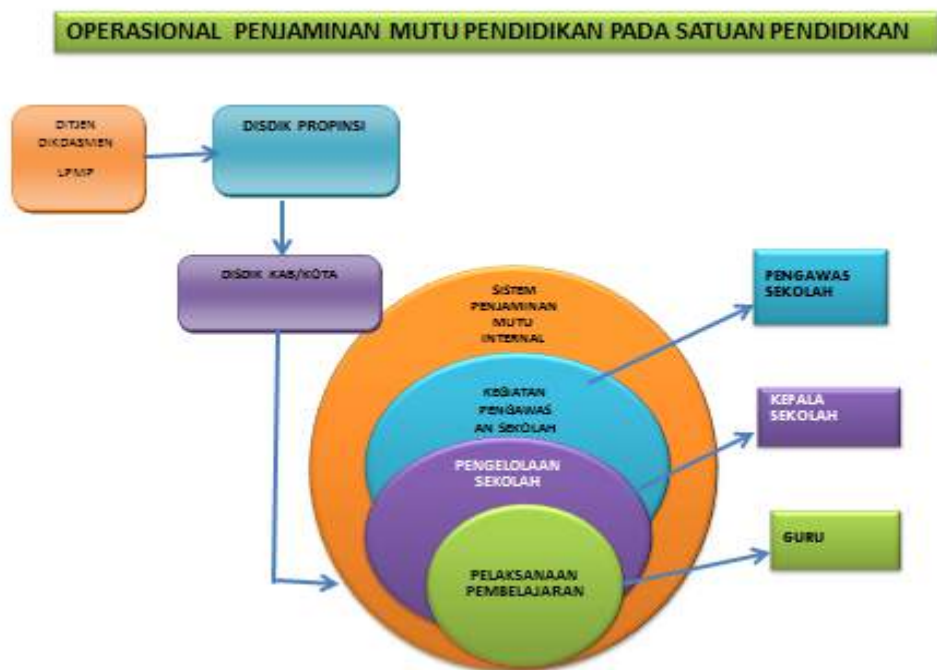 OPERASIONAL PENJAMINAN MUTU PENDIDIKAN PADA SATUAN PENDIDIKAN
DITJEN
DIKDASMEN
LPMP
DISDIK PROPINSI
DISDIK KAB/KOTA
SISTEM
PENJAMINAN
MUTU
INTERNAL
KEGIATAN
PENGAWAS
AN SEKOLAH
PENGELOLAAN
SEKOLAH
PELAKSANAAN
PEMBELAJARAN
PENGAWAS
SEKOLAH
KEPALA
SEKOLAH
GURU